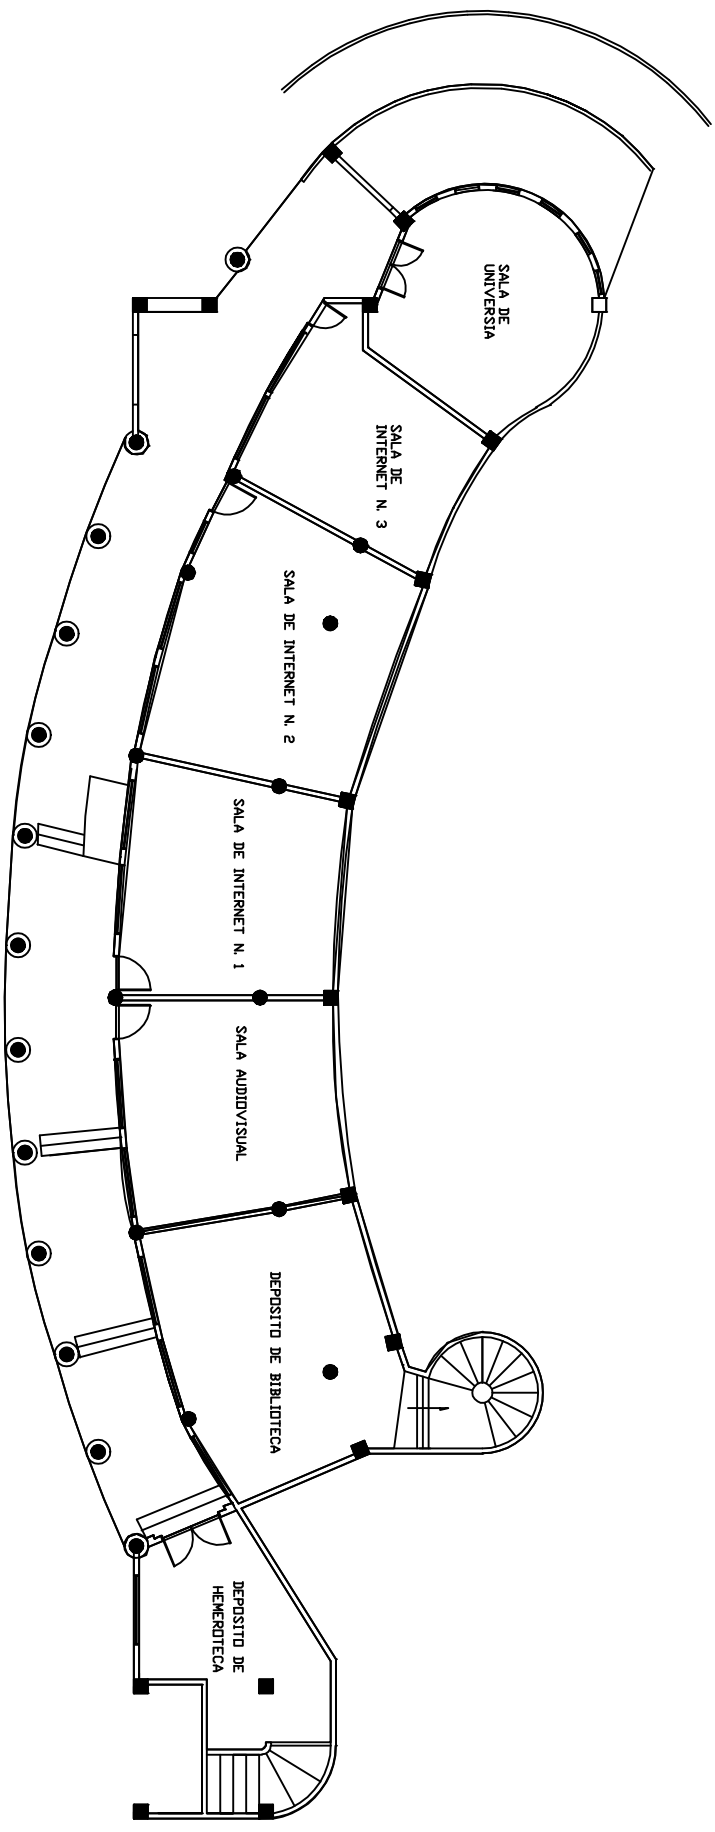 SALA DE
UNIVERSIA
SALA DE
INTERNET N. 3
SALA DE INTERNET N. 2
SALA DE INTERNET N. 1
SALA AUDIOVISUAL
DEPOSITO DE BIBLIOTECA
DEPOSITO DE
HEMEROTECA